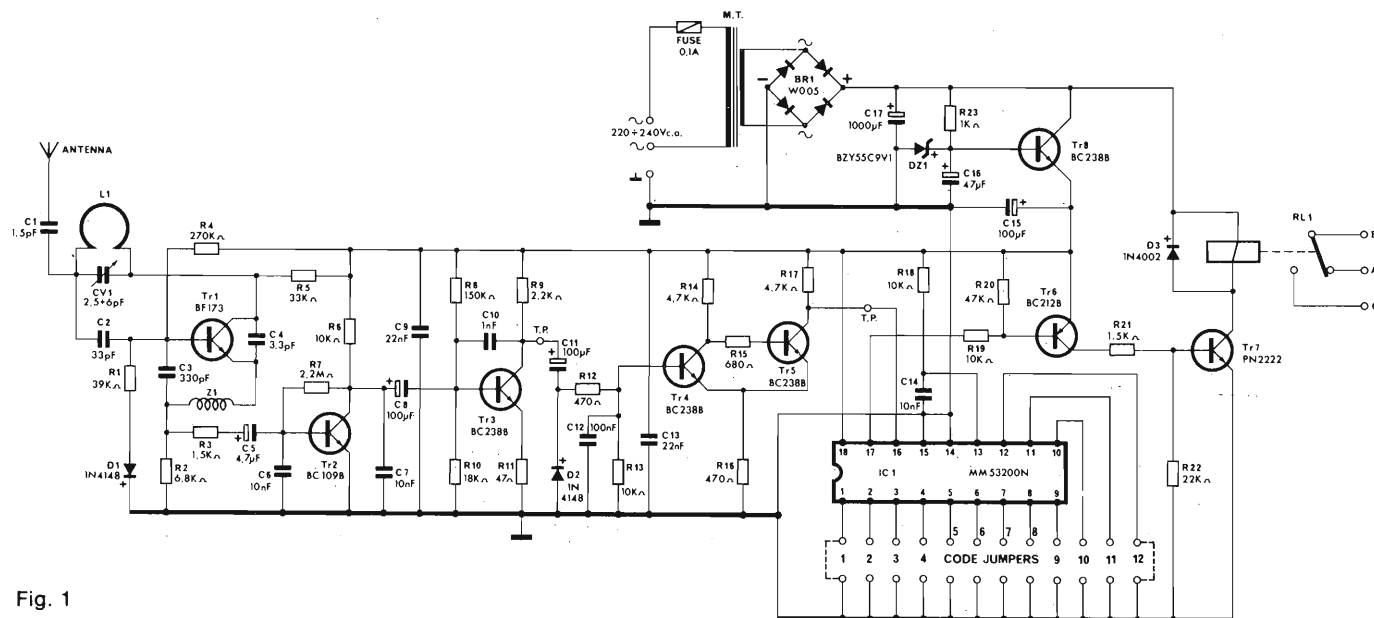 M.T.
FUSE
0,1A
BR1
W005
220÷240Vc.a.
C17
1000µF
R23
1KΩ
BZY55C9V1
DZ1
C16
47µF
Tr8
BC238B
C15
100µF
ANTENNA
L1
C1
1,5pF
CV1
2,5÷6pF
C2
33pF
R1
39KΩ
D1
1N4148
R4
270KΩ
R5
33KΩ
Tr1
BF173
C4
3,3pF
C3
330pF
Z1
R3
1,5KΩ
C5
4,7µF
R2
6,8KΩ
R6
10KΩ
R7
2,2MΩ
Tr2
BC109B
C6
10nF
C7
10nF
C8
100µF
C9
22nF
R8
150KΩ
R9
2,2KΩ
C10
1nF
T.P.
C11
100µF
Tr3
BC238B
R10
18KΩ
R11
47Ω
R12
470Ω
C12
100nF
D2
1N
4148
R13
10KΩ
C13
22nF
R14
4,7KΩ
R17
4,7KΩ
R15
680Ω
Tr4
BC238B
Tr5
BC238B
R16
470Ω
T.P.
R18
10KΩ
R20
47KΩ
R19
10KΩ
C14
10nF
Tr6
BC212B
R21
1,5KΩ
Tr7
PN2222
R22
22KΩ
D3
1N4002
RL1
A
18 17 16 15 14 13 12 11 10
IC1 MM53200N
1 2 3 4 5 6 7 8 9
5 6 7 8
1 2 3 4 CODE JUMPERS 9 10 11 12
Fig. 1